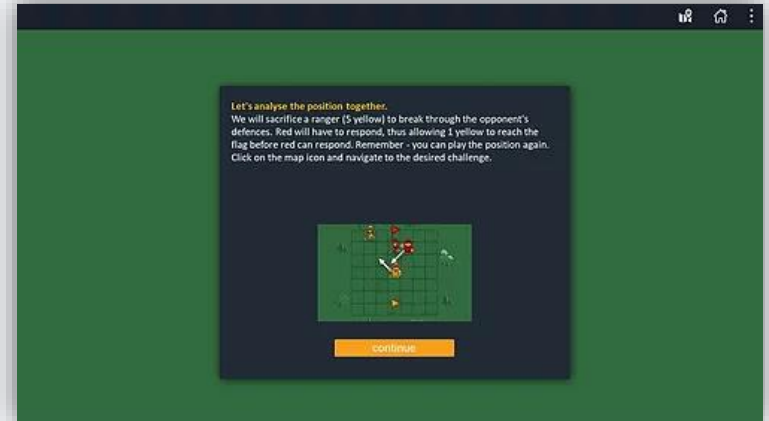 Let's analyse the position together.
We will sacrifice a ranger (5 yellow) to break through the opponent's
defences. Red will have to respond, thus allowing 1 yellow to reach the
flag before red can respond. Remember - you can play the position again.
Click on the map icon and navigate to the desired challenge.
continue